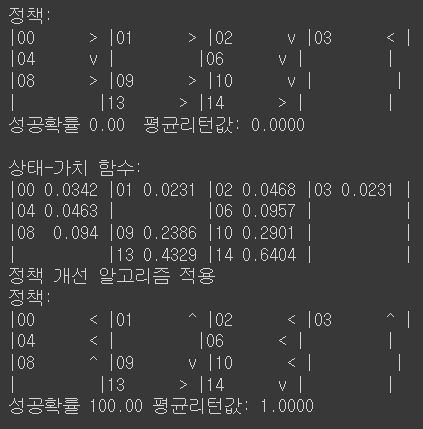 정책:
|00 > |01 > |02 v |03 < |
|04 v | |06 v | |
|08 > |09 > |10 v | |
| |13 > |14 > | |
성공확률 0.00 평균리턴값: 0.0000
상태-가치 함수:
|00 0.0342 |01 0.0231 |02 0.0468 |03 0.0231 |
|04 0.0463 | |06 0.0957 | |
|08 0.094 |09 0.2386 |10 0.2901 | |
| |13 0.4329 |14 0.6404 | |
정책 개선 알고리즘 적용
정책:
|00 < |01 ^ |02 < |03 ^ |
|04 < | |06 < | |
|08 ^ |09 v |10 < | |
| |13 > |14 v | |
성공확률 100.00 평균리턴값: 1.0000